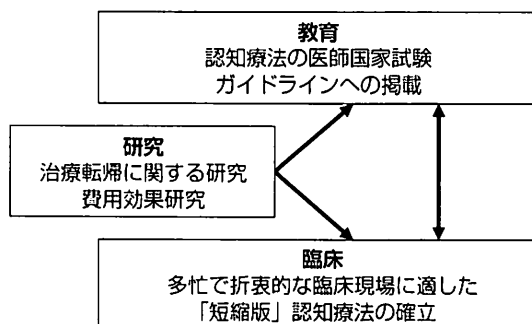 教育
認知療法の医師国家試験
ガイドラインへの掲載
研究
治療転帰に関する研究
費用効果研究
臨床
多忙で折衷的な臨床現場に適した
「短縮版」認知療法の確立